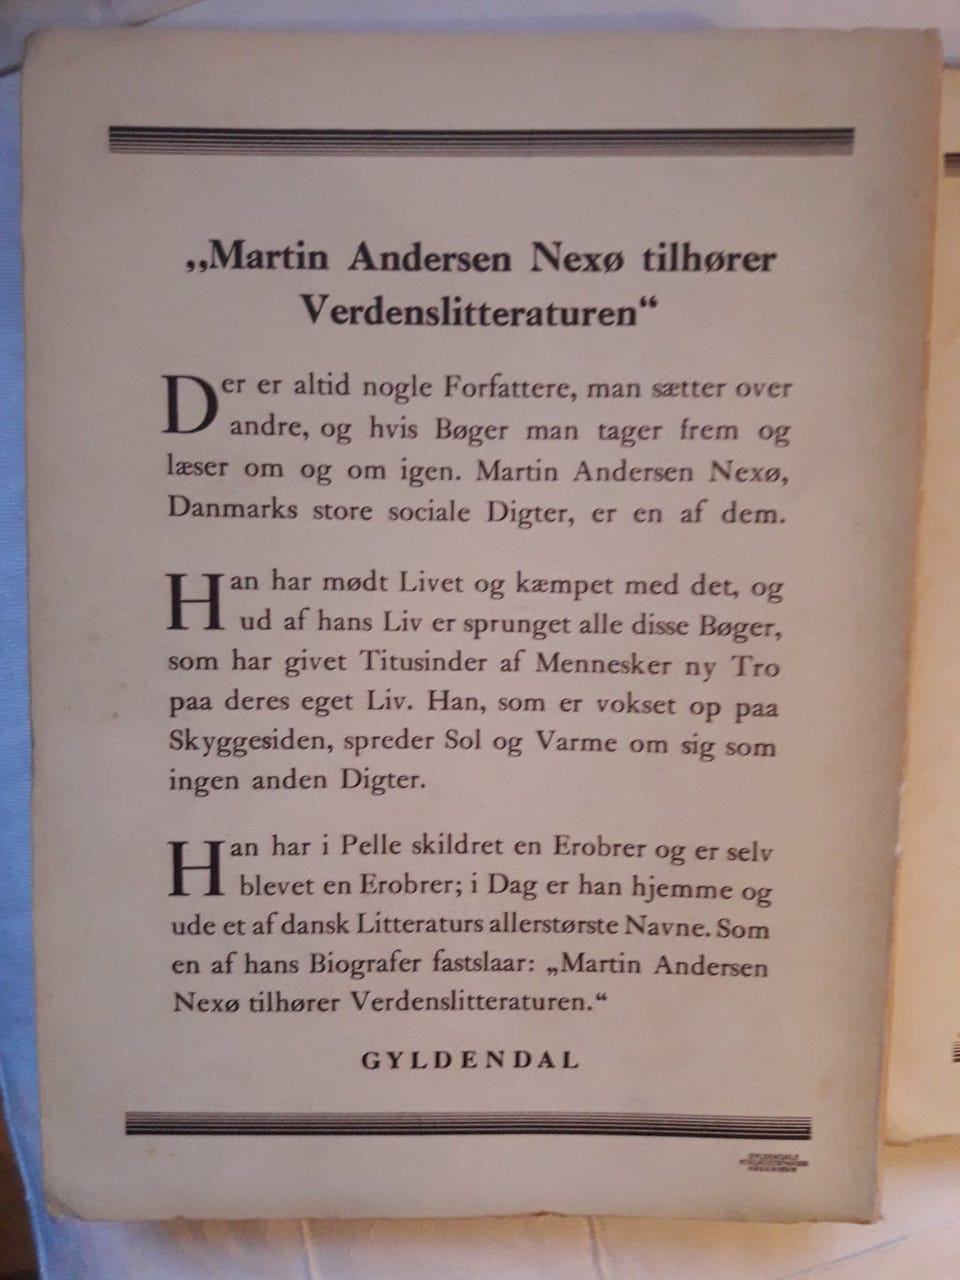 ,,Martin Andersen Nexø tilhører
Verdenslitteraturen“
Der er altid nogle Forfattere, man sætter over
andre, og hvis Bøger man tager frem og
læser om og om igen. Martin Andersen Nexø,
Danmarks store sociale Digter, er en af dem.
Han har mødt Livet og kæmpet med det, og
ud af hans Liv er sprunget alle disse Bøger,
som har givet Titusinder af Mennesker ny Tro
paa deres eget Liv. Han, som er vokset op paa
Skyggesiden, spreder Sol og Varme om sig som
ingen anden Digter.
Han har i Pelle skildret en Erobrer og er selv
blevet en Erobrer; i Dag er han hjemme og
ude et af dansk Litteraturs allerstørste Navne. Som
en af hans Biografer fastslaar: „Martin Andersen
Nexø tilhører Verdenslitteraturen.“
GYLDENDAL